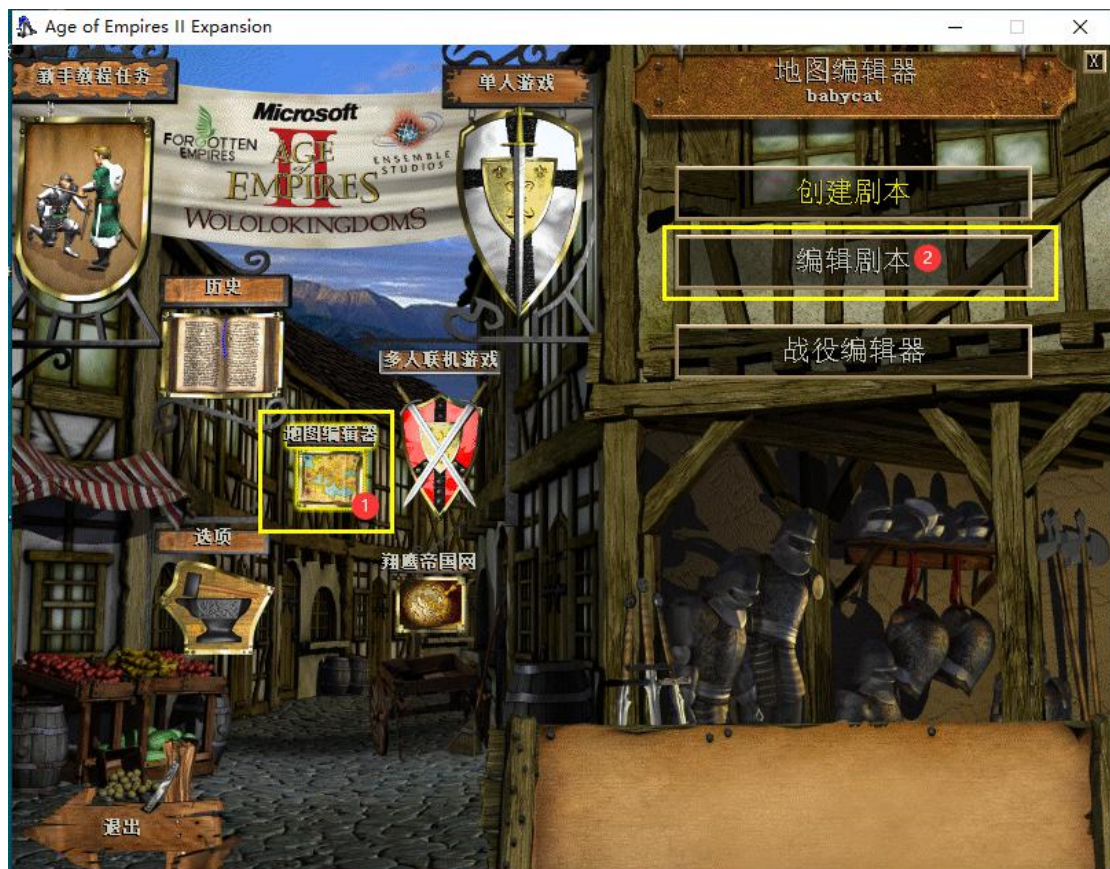 Age of Empires II Expansion
新手教程任务
单人游戏
地图编辑器
babycat
X
Microsoft
FORGOTTEN
EMPIRES
AGE
of
EMPIRES
II
ENSEMBLE
STUDIOS
WOLOLOKINGDOMS
创建剧本
编辑剧本
2
战役编辑器
历史
多人联机游戏
地图编辑器
1
选项
翔鹰帝国网
退出